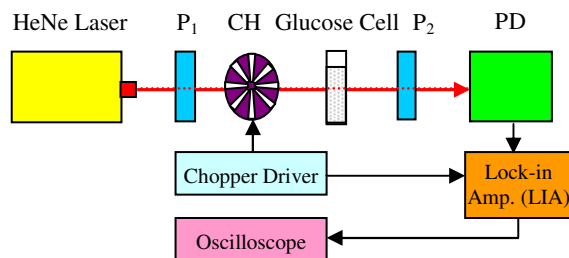 HeNe Laser P₁ CH Glucose Cell P₂ PD
Chopper Driver
Lock-in
Amp. (LIA)
Oscilloscope